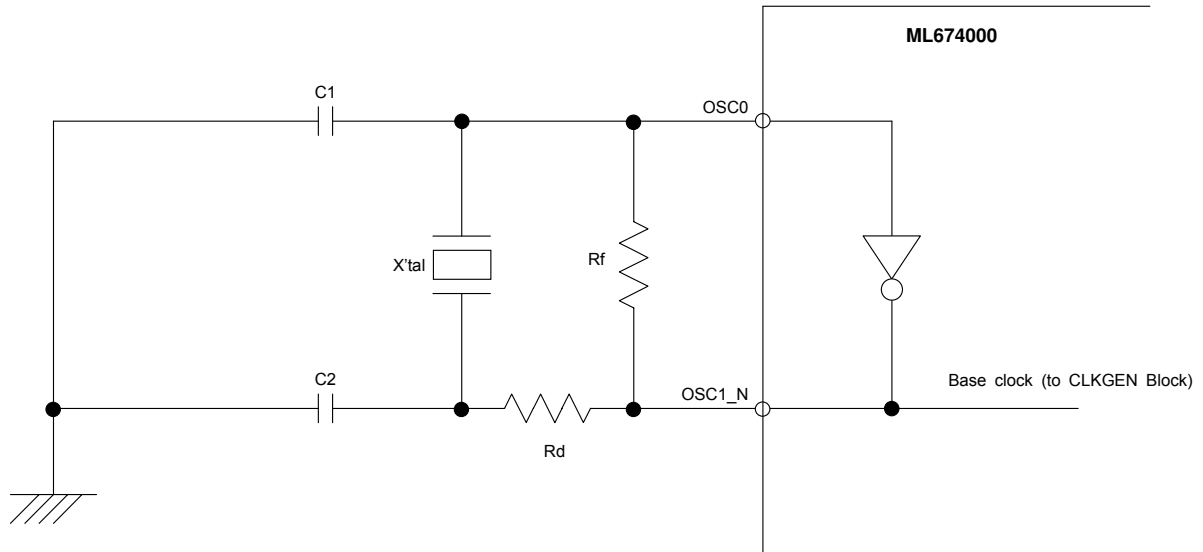 ML674000
C1
OSC0
X'tal
Rf
C2
OSC1_N
Base clock (to CLKGEN Block)
Rd